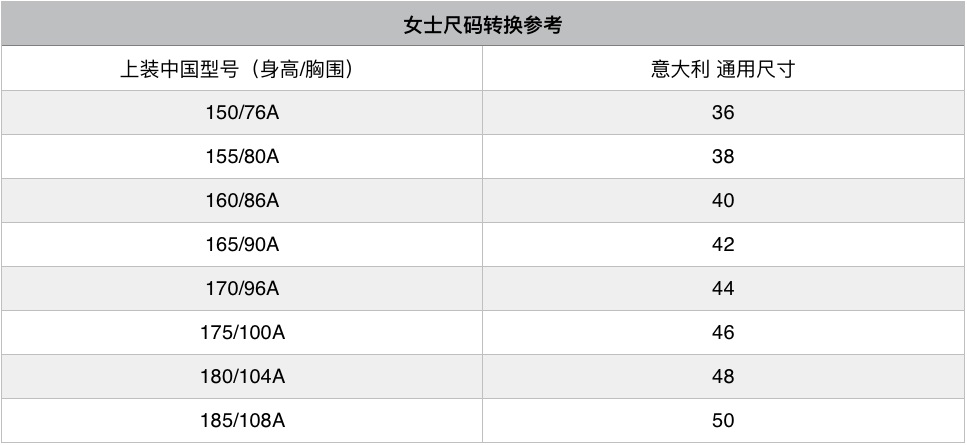 女士尺码转换参考
上装中国型号（身高/胸围） 意大利 通用尺寸
150/76A 36
155/80A 38
160/86A 40
165/90A 42
170/96A 44
175/100A 46
180/104A 48
185/108A 50